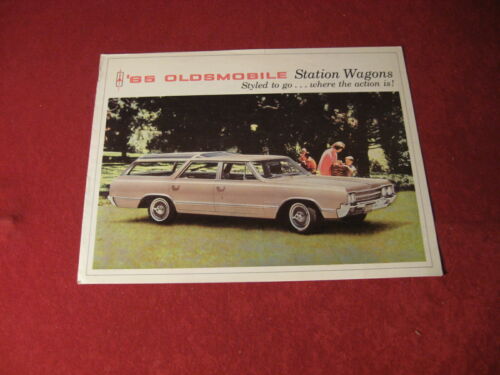 '65 OLDSMOBILE Station Wagons
Styled to go...where the action is!